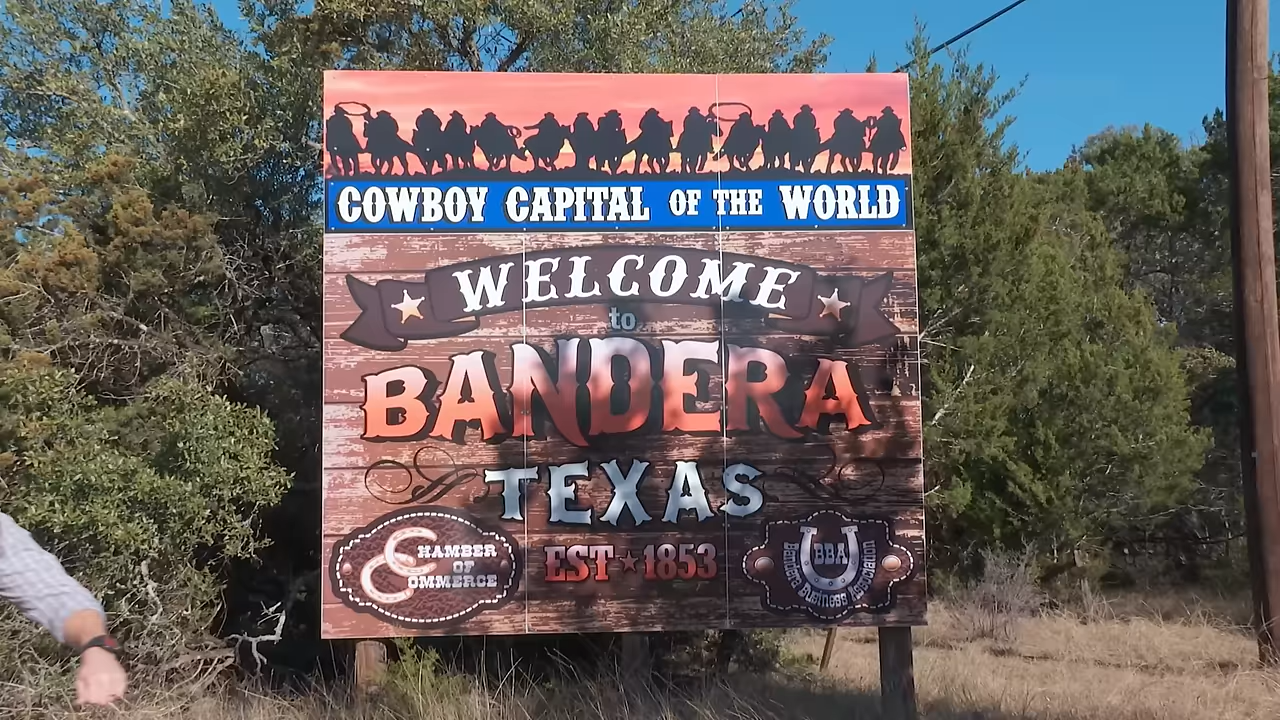 COWBOY CAPITAL OF THE WORLD
WELCOME
to
BANDERA
TEXAS
EST ★ 1853
CHAMBER
OF
COMMERCE
BBA
Bandera Business Association